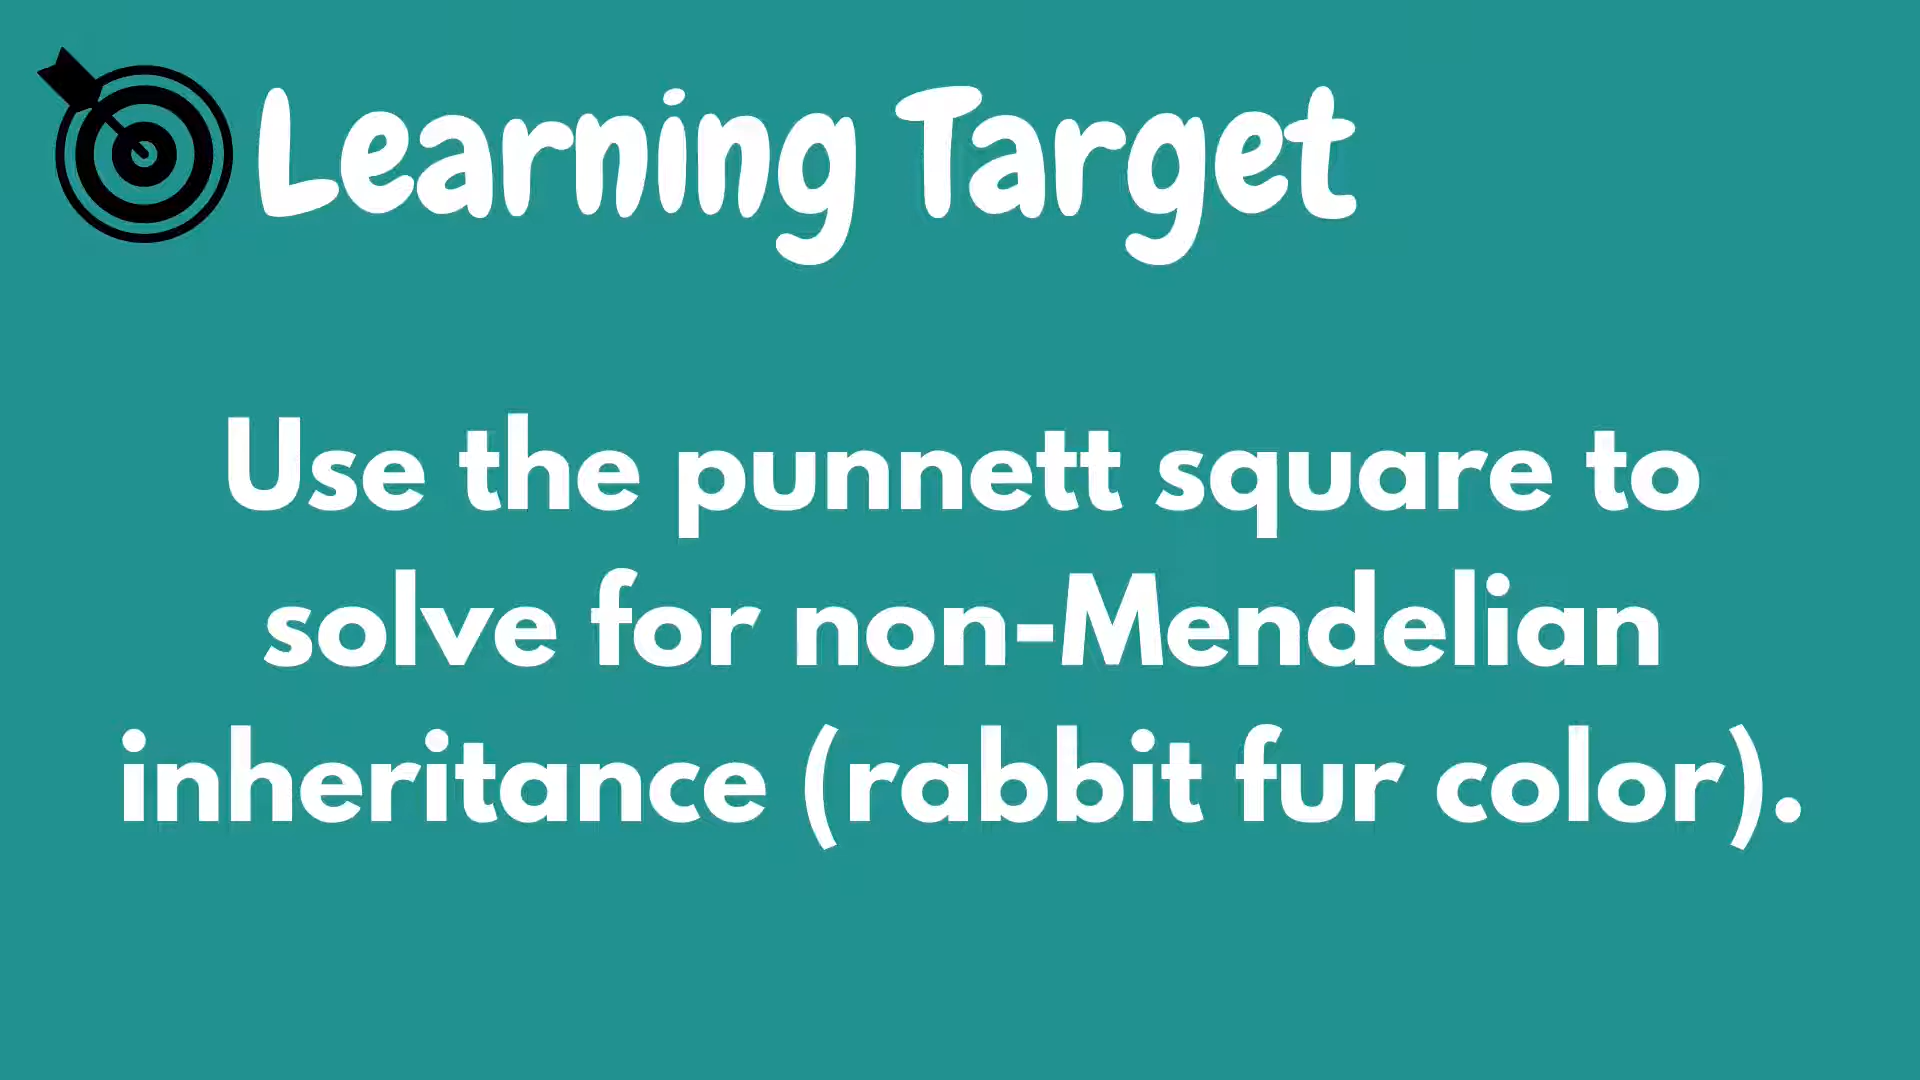 Learning Target
Use the punnett square to
solve for non-Mendelian
inheritance (rabbit fur color).